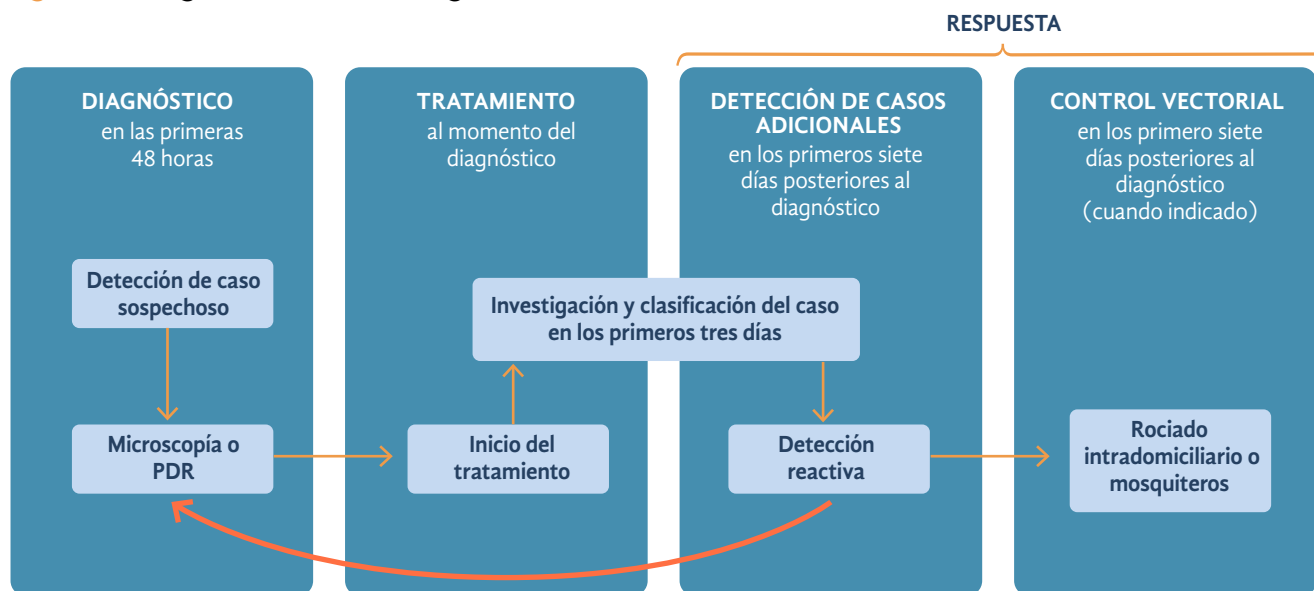 RESPUESTA
DIAGNÓSTICO
en las primeras
48 horas
Detección de caso
sospechoso
Microscopía o
PDR
TRATAMIENTO
al momento del
diagnóstico
Investigación y clasificación del caso
en los primeros tres días
Inicio del
tratamiento
DETECCIÓN DE CASOS
ADICIONALES
en los primeros siete
días posteriores al
diagnóstico
Detección
reactiva
CONTROL VECTORIAL
en los primero siete
días posteriores al
diagnóstico
(cuando indicado)
Rociado
intradomiciliario o
mosquiteros